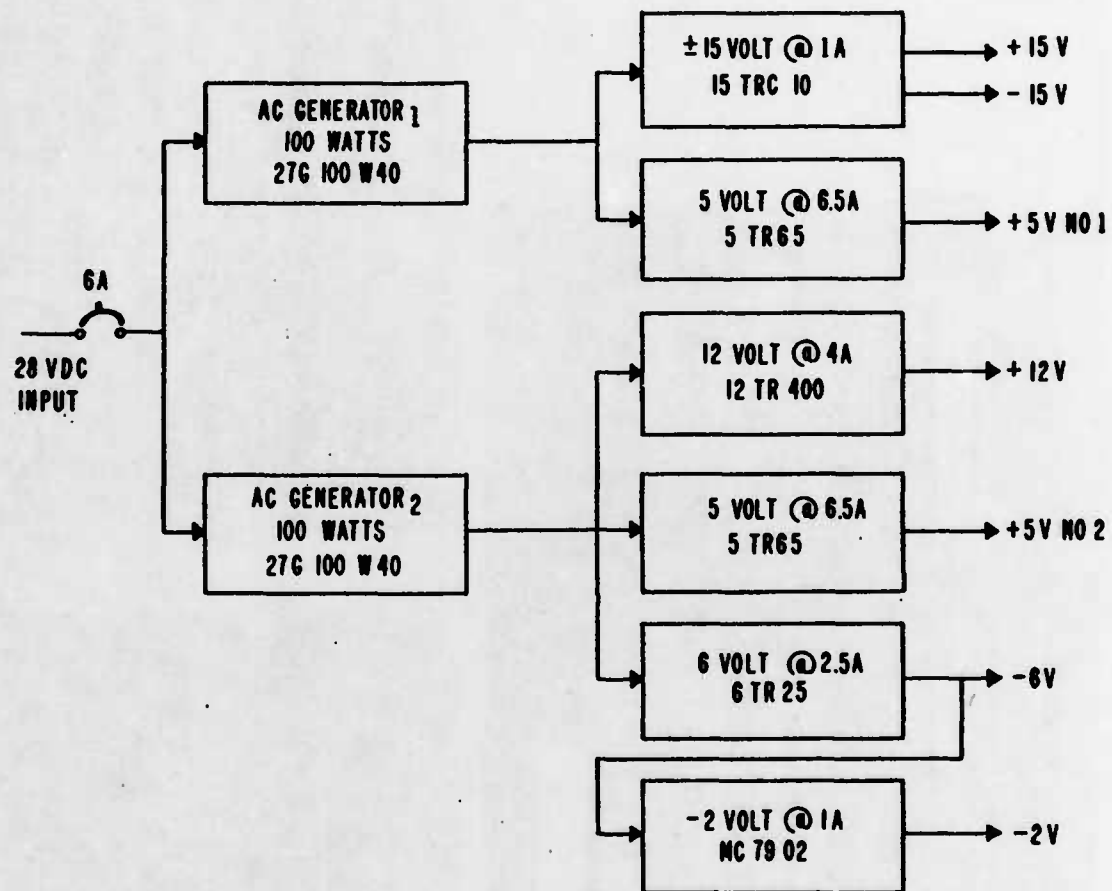 6A
28 VDC
INPUT
AC GENERATOR 1
100 WATTS
27G 100 W40
AC GENERATOR 2
100 WATTS
27G 100 W40
±15 VOLT @ 1A
15 TRC 10
+15 V
-15 V
5 VOLT @ 6.5A
5 TR65
+5V NO 1
12 VOLT @ 4A
12 TR 400
+12V
5 VOLT @ 6.5A
5 TR65
+5V NO 2
6 VOLT @ 2.5A
6 TR 25
-6V
-2 VOLT @ 1A
MC 79 02
-2V